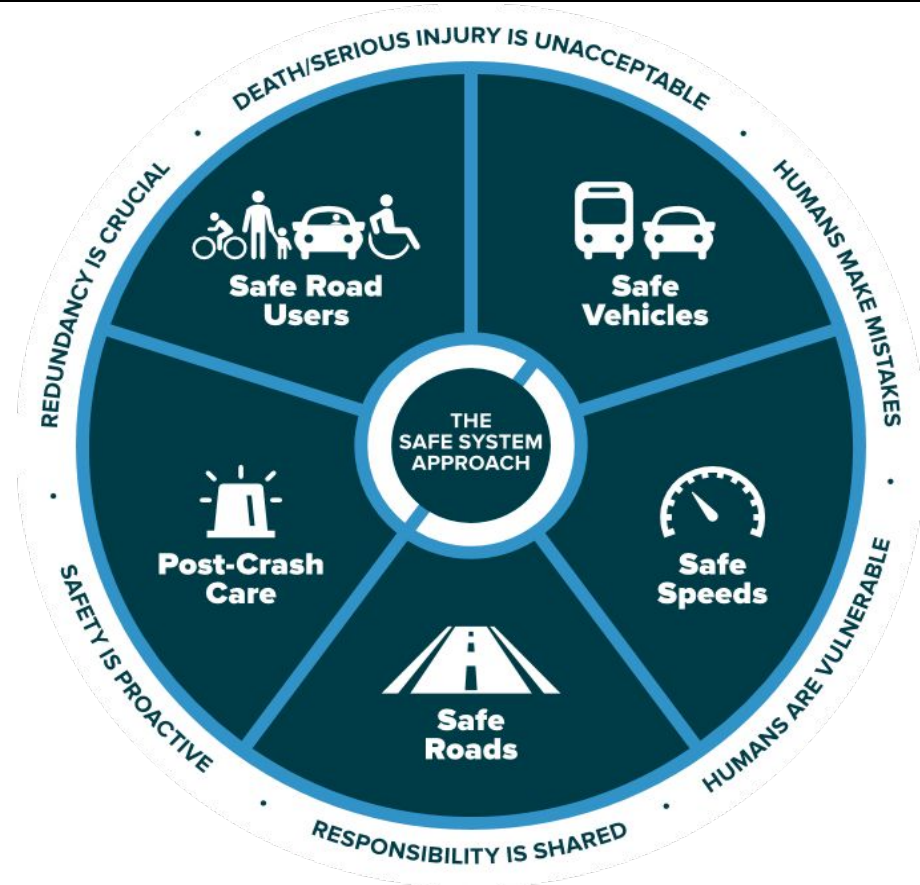 DEATH/SERIOUS INJURY IS UNACCEPTABLE
HUMANS MAKE MISTAKES
HUMANS ARE VULNERABLE
RESPONSIBILITY IS SHARED
SAFETY IS PROACTIVE
REDUNDANCY IS CRUCIAL
Safe Road
Users
Safe
Vehicles
THE
SAFE SYSTEM
APPROACH
Post-Crash
Care
Safe
Speeds
Safe
Roads